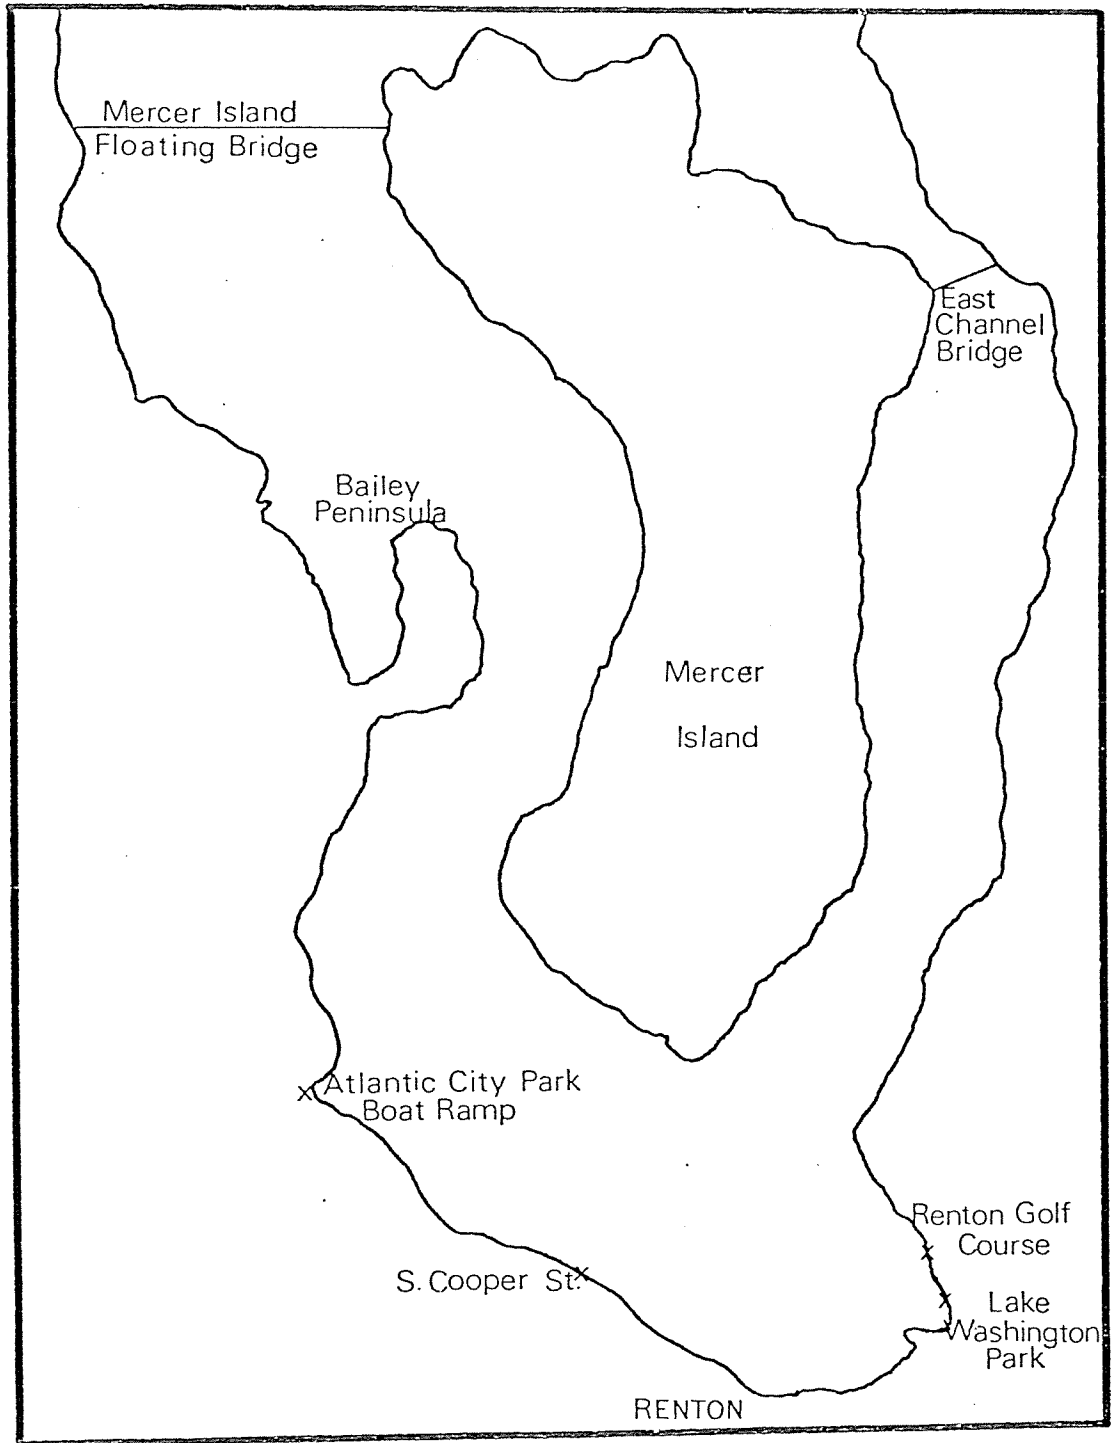 Mercer Island
Floating Bridge
East
Channel
Bridge
Bailey
Peninsula
Mercer
Island
Atlantic City Park
Boat Ramp
Renton Golf
Course
S. Cooper St.
Lake
Washington
Park
RENTON